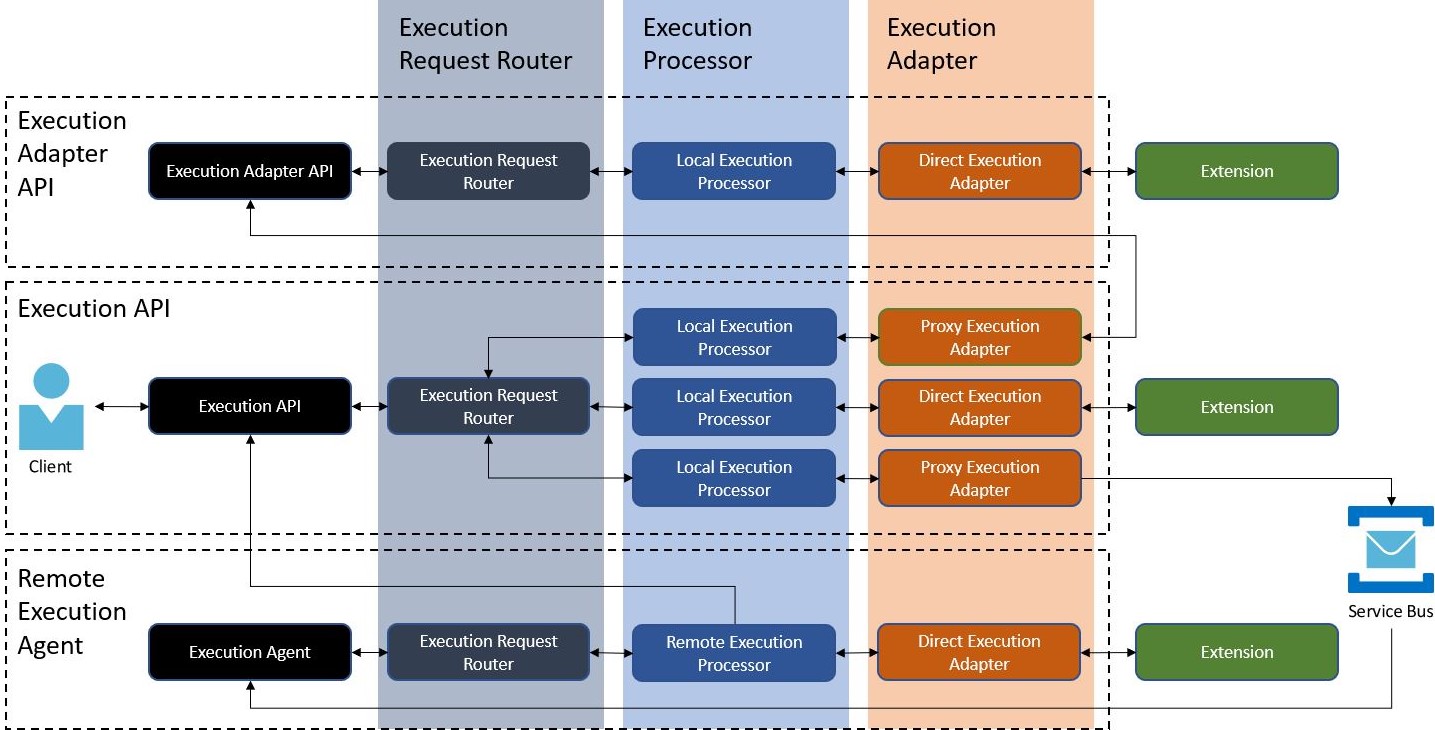 Execution
Request Router
Execution
Processor
Execution
Adapter
Execution
Adapter
API
Execution Adapter API
Execution Request
Router
Local Execution
Processor
Direct Execution
Adapter
Extension
Execution API
Local Execution
Processor
Proxy Execution
Adapter
Client
Execution API
Execution Request
Router
Local Execution
Processor
Direct Execution
Adapter
Extension
Local Execution
Processor
Proxy Execution
Adapter
Service Bus
Remote
Execution
Agent
Execution Agent
Execution Request
Router
Remote Execution
Processor
Direct Execution
Adapter
Extension